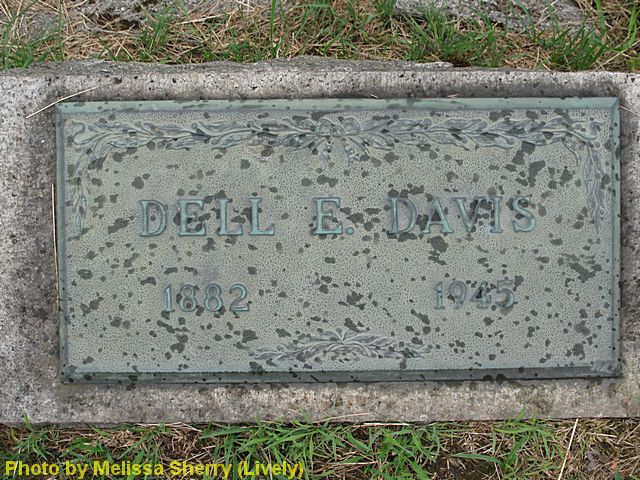 DELL E. DAVIS
1882 1945
Photo by Melissa Sherry (Lively)